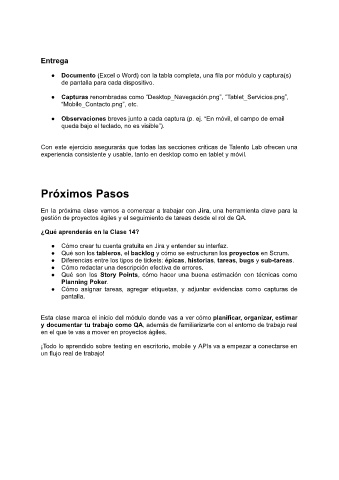 Entrega
● Documento (Excel o Word) con la tabla completa, una fila por módulo y captura(s)
de pantalla para cada dispositivo.
● Capturas renombradas como "Desktop_Navegación.png", "Tablet_Servicios.png",
"Mobile_Contacto.png", etc.
● Observaciones breves junto a cada captura (p. ej. "En móvil, el campo de email
queda bajo el teclado, no es visible").
Con este ejercicio asegurarás que todas las secciones críticas de Talento Lab ofrecen una
experiencia consistente y usable, tanto en desktop como en tablet y móvil.
Próximos Pasos
En la próxima clase vamos a comenzar a trabajar con Jira, una herramienta clave para la
gestión de proyectos ágiles y el seguimiento de tareas desde el rol de QA.
¿Qué aprenderás en la Clase 14?
● Cómo crear tu cuenta gratuita en Jira y entender su interfaz.
● Qué son los tableros, el backlog y cómo se estructuran los proyectos en Scrum.
● Diferencias entre los tipos de tickets: épicas, historias, tareas, bugs y sub-tareas.
● Cómo redactar una descripción efectiva de errores.
● Qué son los Story Points, cómo hacer una buena estimación con técnicas como
Planning Poker.
● Cómo asignar tareas, agregar etiquetas, y adjuntar evidencias como capturas de
pantalla.
Esta clase marca el inicio del módulo donde vas a ver cómo planificar, organizar, estimar
y documentar tu trabajo como QA, además de familiarizarte con el entorno de trabajo real
en el que te vas a mover en proyectos ágiles.
¡Todo lo aprendido sobre testing en escritorio, mobile y APIs va a empezar a conectarse en
un flujo real de trabajo!